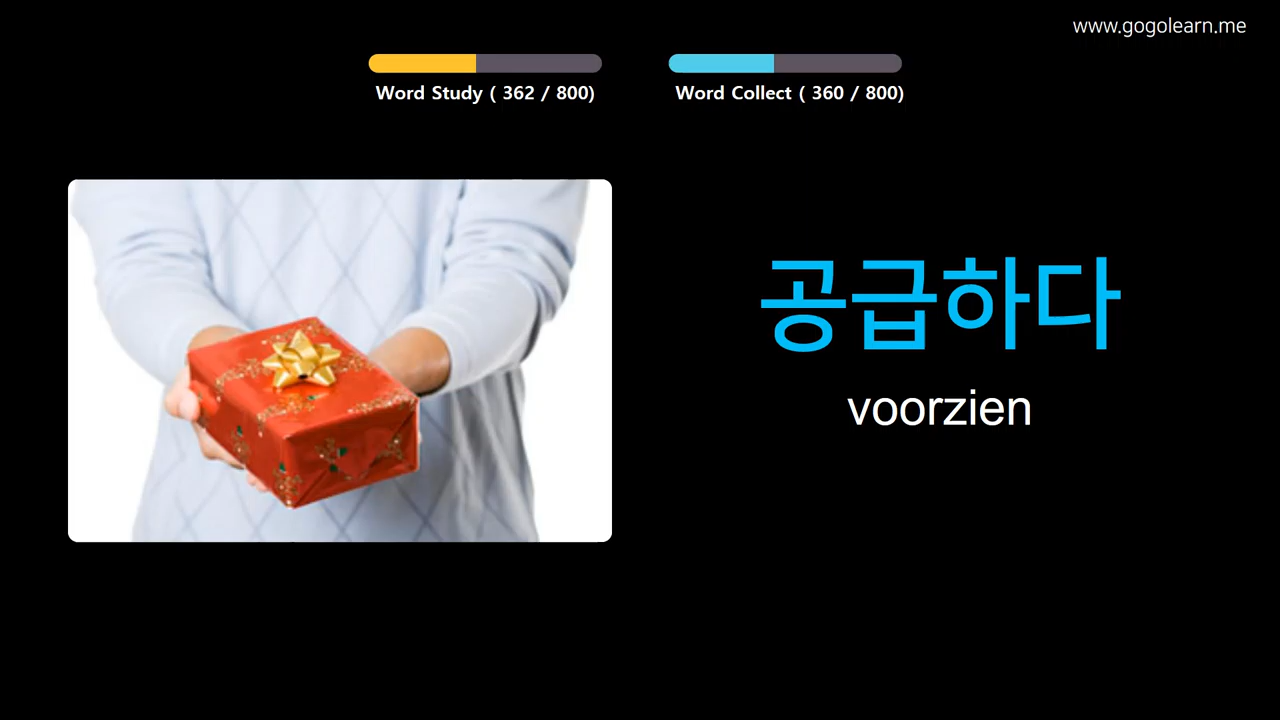 www.gogolearn.me
Word Study ( 362 / 800)
Word Collect ( 360 / 800)
공급하다
voorzien